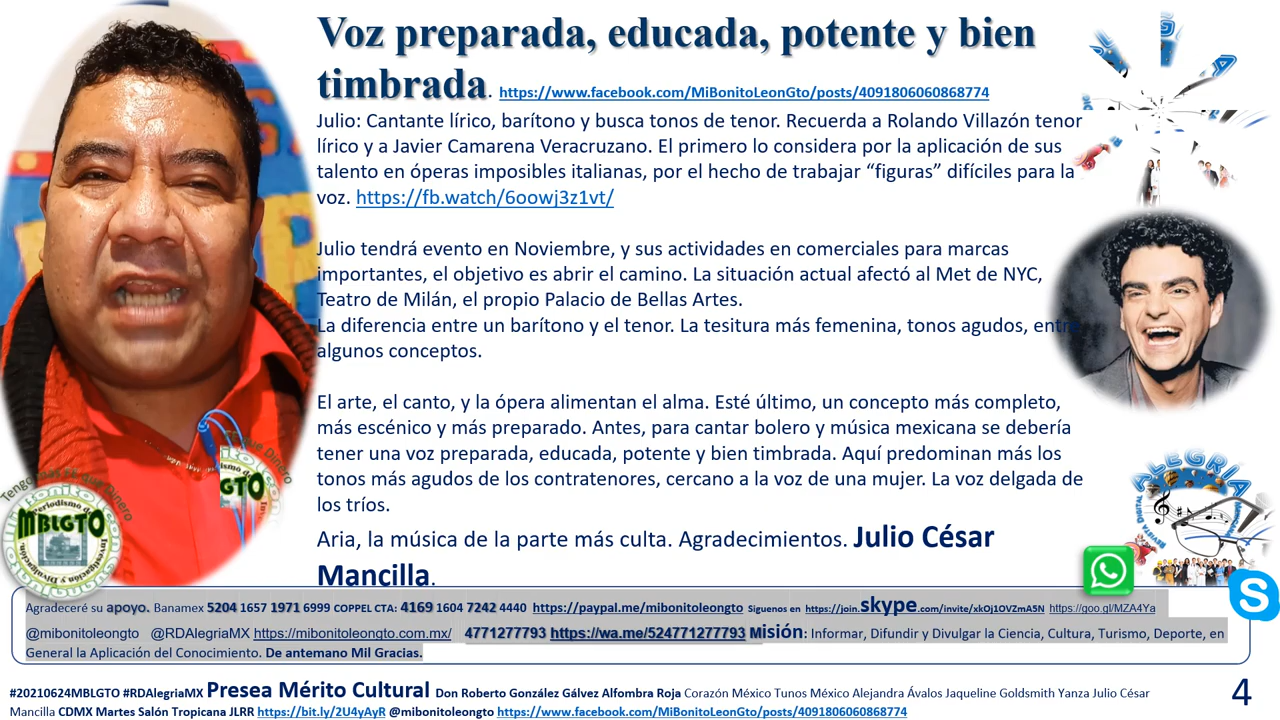 Voz preparada, educada, potente y bien
timbrada. https://www.facebook.com/MiBonitoLeonGto/posts/4091806060868774
Julio: Cantante lírico, barítono y busca tonos de tenor. Recuerda a Rolando Villazón tenor
lírico y a Javier Camarena Veracruzano. El primero lo considera por la aplicación de sus
talento en óperas imposibles italianas, por el hecho de trabajar “figuras” difíciles para la
voz. https://fb.watch/6oowj3z1vt/
Julio tendrá evento en Noviembre, y sus actividades en comerciales para marcas
importantes, el objetivo es abrir el camino. La situación actual afectó al Met de NYC,
Teatro de Milán, el propio Palacio de Bellas Artes.
La diferencia entre un barítono y el tenor. La tesitura más femenina, tonos agudos, entre
algunos conceptos.
El arte, el canto, y la ópera alimentan el alma. Esté último, un concepto más completo,
más escénico y más preparado. Antes, para cantar bolero y música mexicana se debería
tener una voz preparada, educada, potente y bien timbrada. Aquí predominan más los
tonos más agudos de los contratenores, cercano a la voz de una mujer. La voz delgada de
los tríos.
Aria, la música de la parte más culta. Agradecimientos. Julio César
Mancilla.
Tengo más Fe que Dinero
MBLGTO
Periodismo de
Investigación y Divulgación
GTO
ALEGRIA
Revista Digital
Agradeceré su apoyo. Banamex 5204 1657 1971 6999 COPPEL CTA: 4169 1604 7242 4440 https://paypal.me/mibonitoleongto Siguenos en https://join.skype.com/invite/xkOj1OVZmA5N https://goo.gl/MZA4Ya
@mibonitoleongto @RDAlegriaMX https://mibonitoleongto.com.mx/ 4771277793 https://wa.me/524771277793 Misión: Informar, Difundir y Divulgar la Ciencia, Cultura, Turismo, Deporte, en
General la Aplicación del Conocimiento. De antemano Mil Gracias.
#20210624MBLGTO #RDAlegriaMX Presea Mérito Cultural Don Roberto González Gálvez Alfombra Roja Corazón México Tunos México Alejandra Ávalos Jaqueline Goldsmith Yanza Julio César
Mancilla CDMX Martes Salón Tropicana JLRR https://bit.ly/2U4yAyR @mibonitoleongto https://www.facebook.com/MiBonitoLeonGto/posts/4091806060868774
4